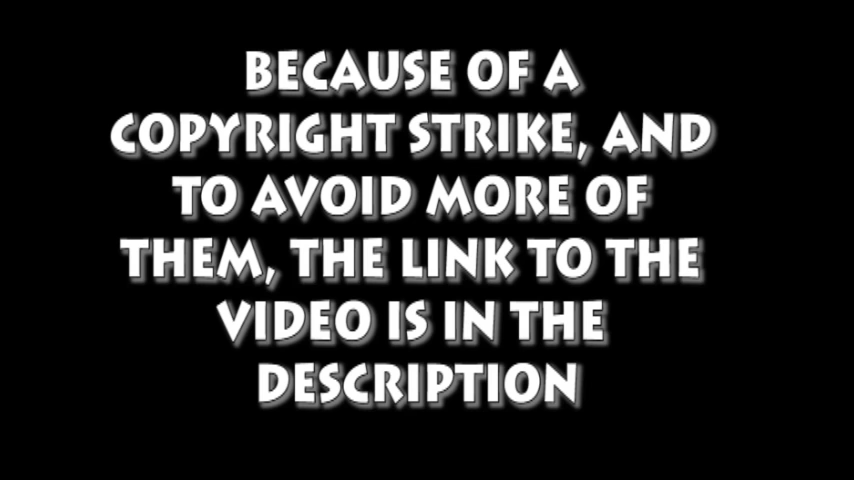 BECAUSE OF A
COPYRIGHT STRIKE, AND
TO AVOID MORE OF
THEM, THE LINK TO THE
VIDEO IS IN THE
DESCRIPTION